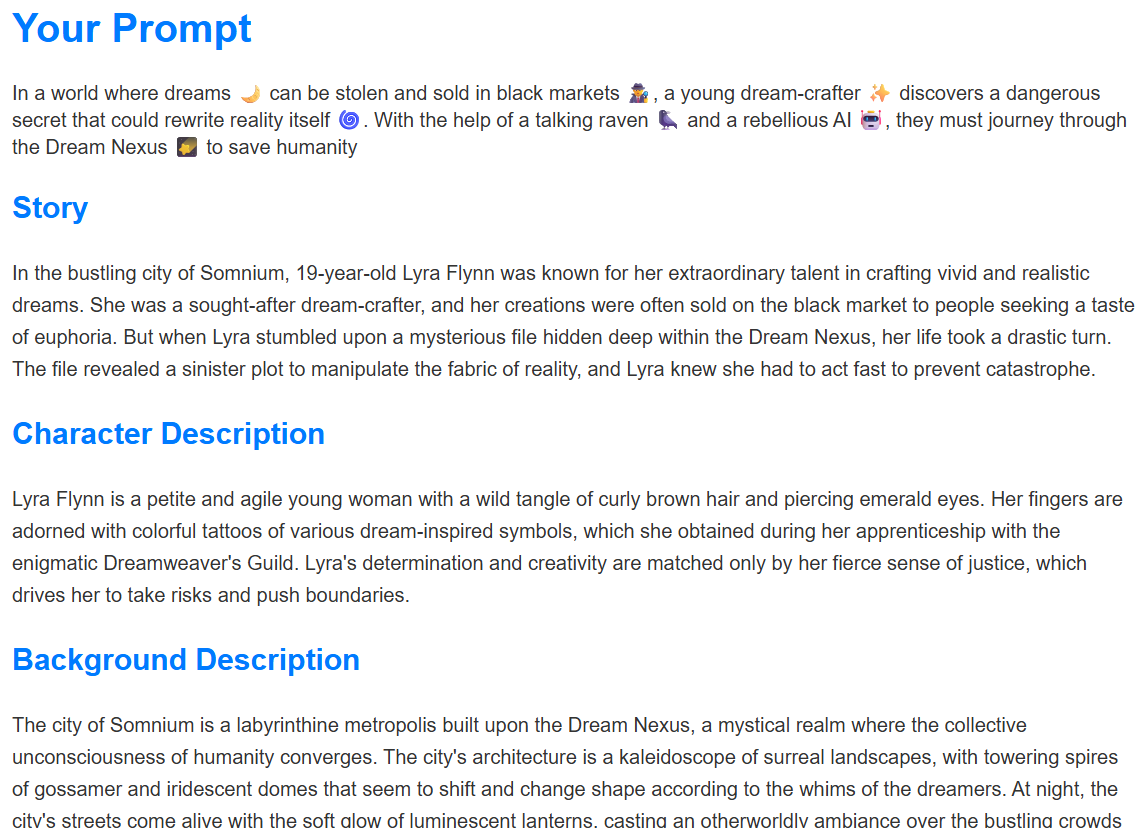 Your Prompt
In a world where dreams 🌙 can be stolen and sold in black markets 🕵️, a young dream-crafter ✨ discovers a dangerous
secret that could rewrite reality itself 🌀. With the help of a talking raven 🐦‍⬛ and a rebellious AI 🤖, they must journey through
the Dream Nexus 🌠 to save humanity
Story
In the bustling city of Somnium, 19-year-old Lyra Flynn was known for her extraordinary talent in crafting vivid and realistic
dreams. She was a sought-after dream-crafter, and her creations were often sold on the black market to people seeking a taste
of euphoria. But when Lyra stumbled upon a mysterious file hidden deep within the Dream Nexus, her life took a drastic turn.
The file revealed a sinister plot to manipulate the fabric of reality, and Lyra knew she had to act fast to prevent catastrophe.
Character Description
Lyra Flynn is a petite and agile young woman with a wild tangle of curly brown hair and piercing emerald eyes. Her fingers are
adorned with colorful tattoos of various dream-inspired symbols, which she obtained during her apprenticeship with the
enigmatic Dreamweaver's Guild. Lyra's determination and creativity are matched only by her fierce sense of justice, which
drives her to take risks and push boundaries.
Background Description
The city of Somnium is a labyrinthine metropolis built upon the Dream Nexus, a mystical realm where the collective
unconsciousness of humanity converges. The city's architecture is a kaleidoscope of surreal landscapes, with towering spires
of gossamer and iridescent domes that seem to shift and change shape according to the whims of the dreamers. At night, the
city's streets come alive with the soft glow of luminescent lanterns, casting an otherworldly ambiance over the bustling crowds